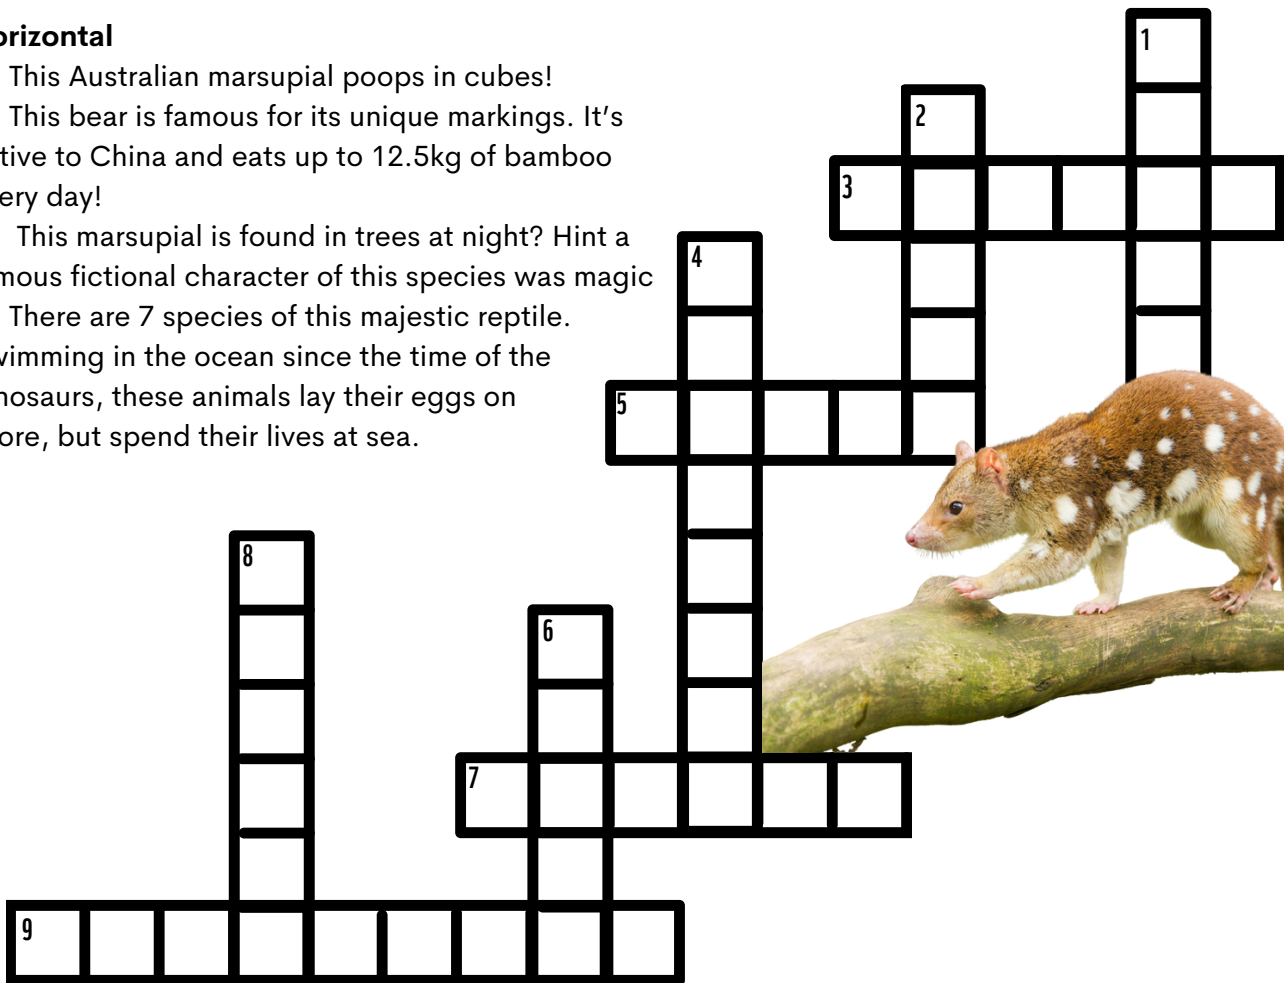 orizontal
This Australian marsupial poops in cubes!
This bear is famous for its unique markings. It's
tive to China and eats up to 12.5kg of bamboo
ery day!
This marsupial is found in trees at night? Hint a
mous fictional character of this species was magic
There are 7 species of this majestic reptile.
wimming in the ocean since the time of the
nosaurs, these animals lay their eggs on
ore, but spend their lives at sea.
1
2
3
4
5
8
6
7
9